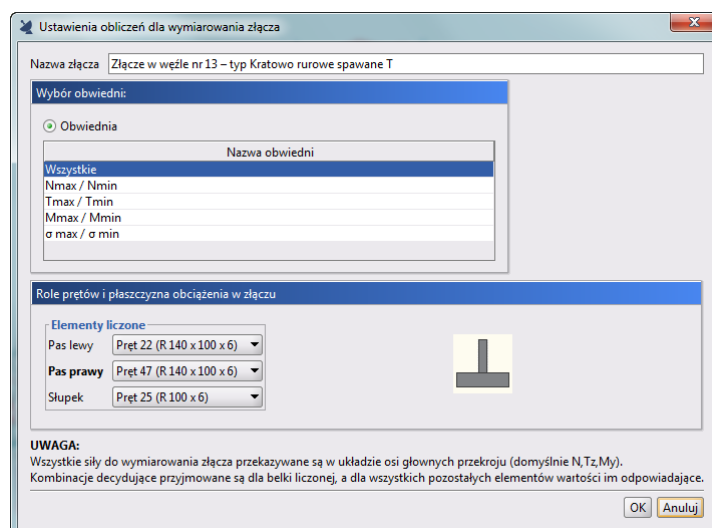 Ustawienia obliczeń dla wymiarowania złącza
Nazwa złącza Złącze w węźle nr 13 – typ Kratowo rurowe spawane T
Wybór obwiedni:
Obwiednia
Nazwa obwiedni
Wszystkie
Nmax / Nmin
Tmax / Tmin
Mmax / Mmin
σ max / σ min
Role prętów i płaszczyzna obciążenia w złączu
Elementy liczone
Pas lewy Pręt 22 (R 140 x 100 x 6)
Pas prawy Pręt 47 (R 140 x 100 x 6)
Słupek Pręt 25 (R 100 x 6)
UWAGA:
Wszystkie siły do wymiarowania złącza przekazywane są w układzie osi głownych przekroju (domyślnie N,Tz,My).
Kombinacje decydujące przyjmowane są dla belki liczonej, a dla wszystkich pozostałych elementów wartości im odpowiadające.
OK Anuluj